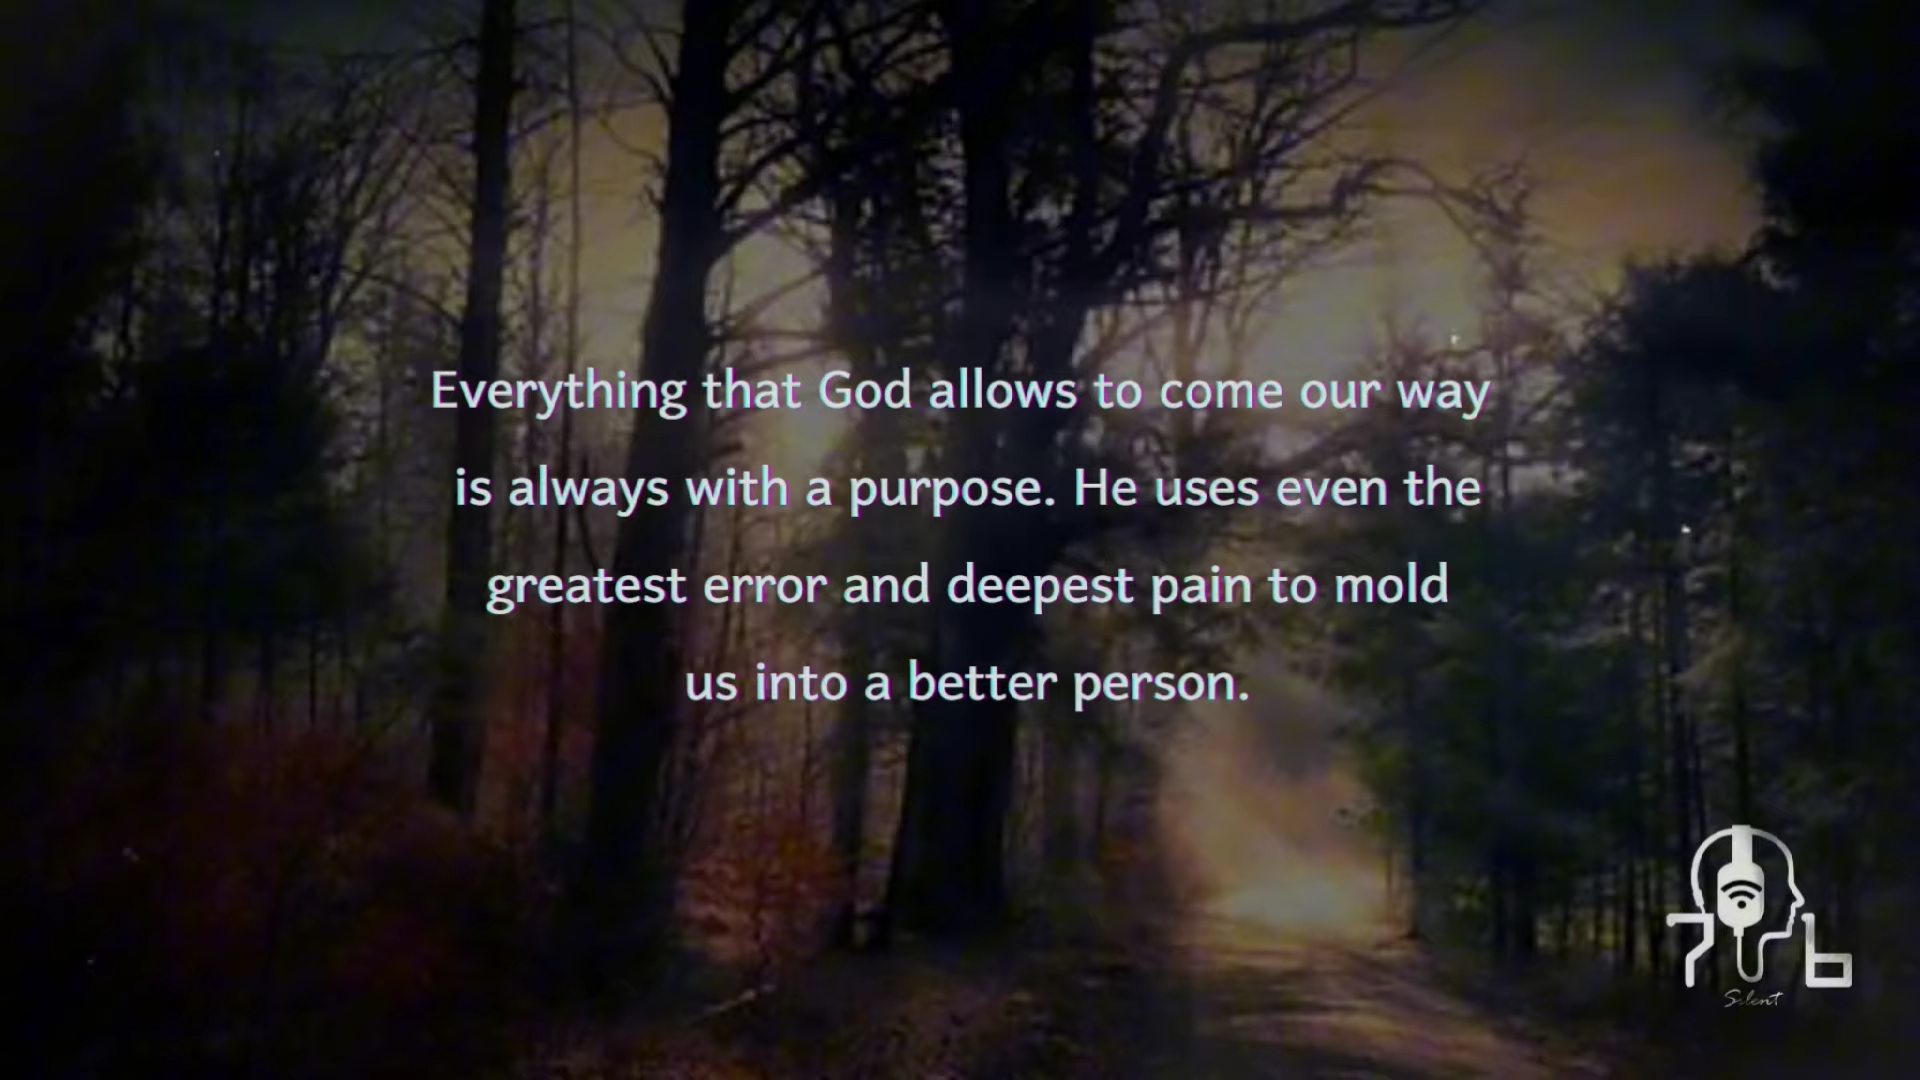 Everything that God allows to come our way
is always with a purpose. He uses even the
greatest error and deepest pain to mold
us into a better person.
7 b
Silent